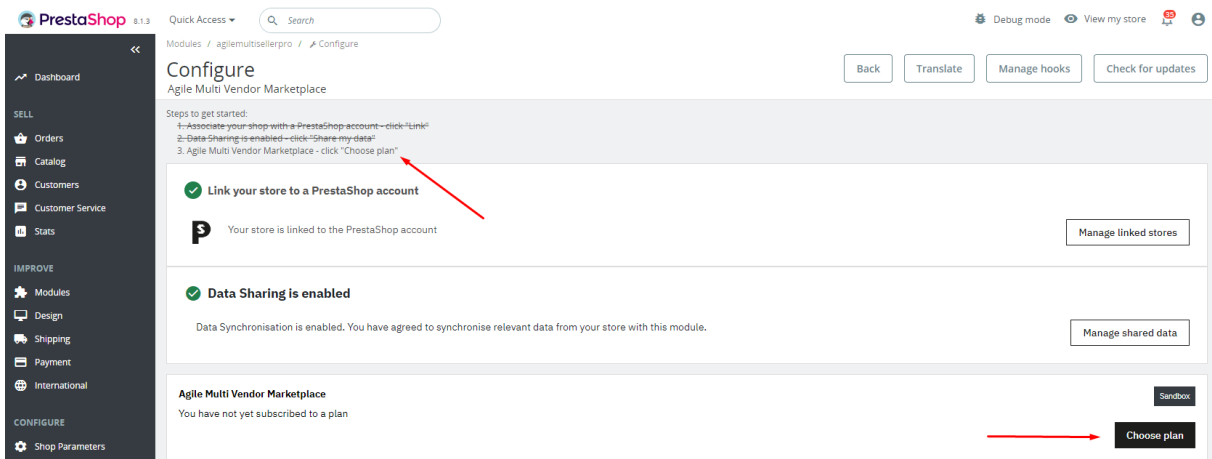 PrestaShop 8.1.3 Quick Access Search Debug mode View my store 35
Modules / agilemultisellerpro / Configure
Configure
Agile Multi Vendor Marketplace
Back Translate Manage hooks Check for updates
Dashboard
SELL
Orders
Catalog
Customers
Customer Service
Stats
IMPROVE
Modules
Design
Shipping
Payment
International
CONFIGURE
Shop Parameters
Steps to get started:
1. Associate your shop with a PrestaShop account - click "Link"
2. Data Sharing is enabled - click "Share my data"
3. Agile Multi Vendor Marketplace - click "Choose plan"
Link your store to a PrestaShop account
Your store is linked to the PrestaShop account
Manage linked stores
Data Sharing is enabled
Data Synchronisation is enabled. You have agreed to synchronise relevant data from your store with this module.
Manage shared data
Agile Multi Vendor Marketplace
Sandbox
You have not yet subscribed to a plan
Choose plan